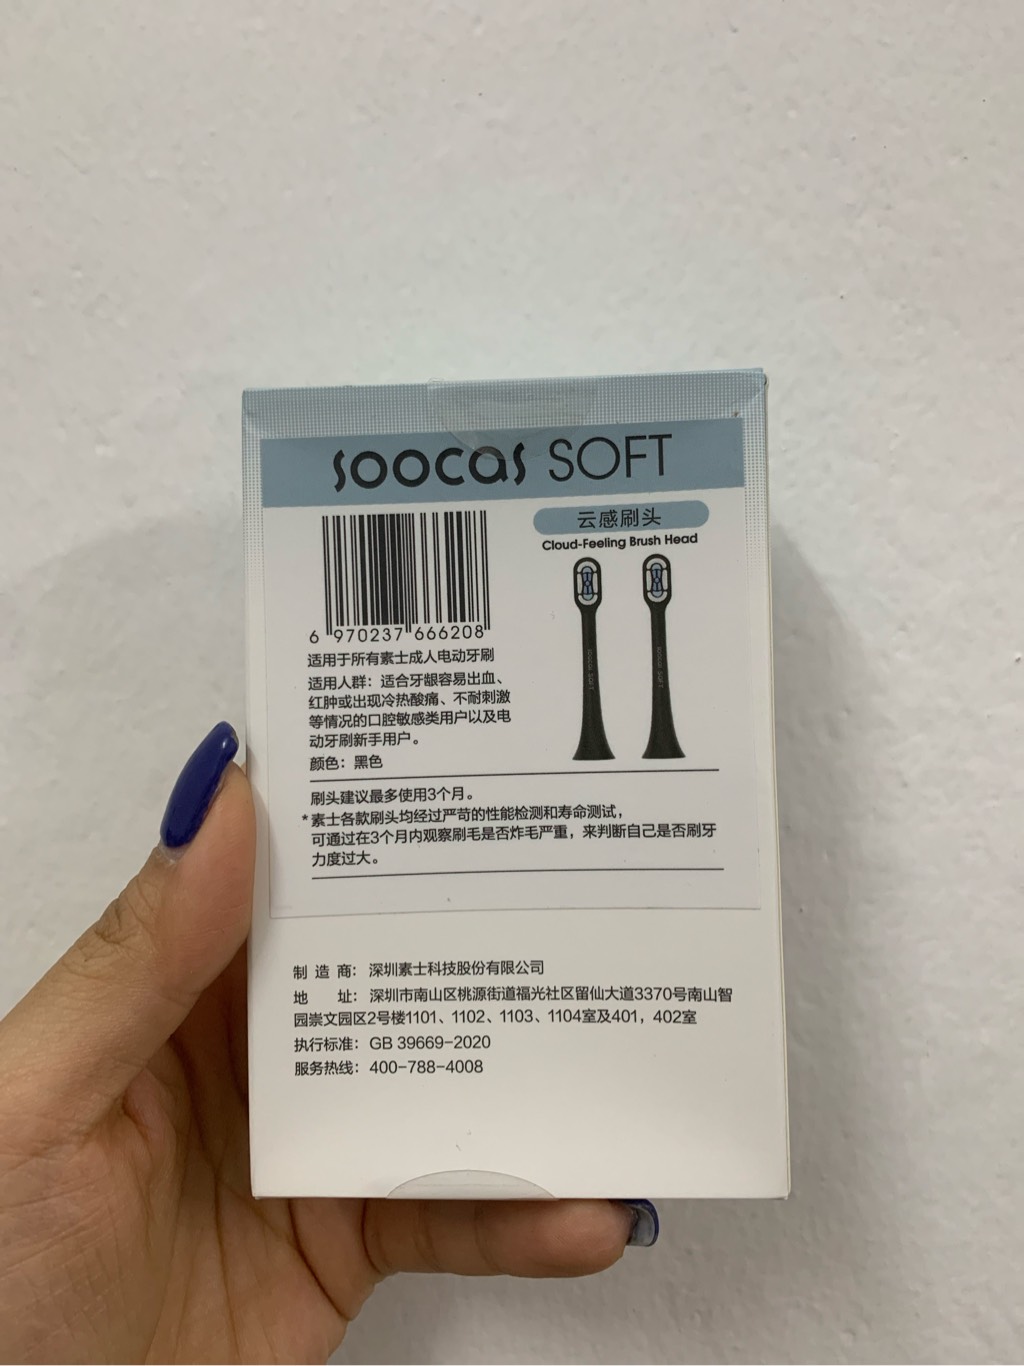 soocas SOFT
云感刷头
Cloud-Feeling Brush Head
6 970237 666208
适用于所有素士成人电动牙刷
适用人群：适合牙龈容易出血、
红肿或出现冷热酸痛、不耐刺激
等情况的口腔敏感类用户以及电
动牙刷新手用户。
颜色：黑色
刷头建议最多使用3个月。
*素士各款刷头均经过严苛的性能检测和寿命测试，
可通过在3个月内观察刷毛是否炸毛严重，来判断自己是否刷牙
力度过大。
制造商：深圳素士科技股份有限公司
地址：深圳市南山区桃源街道福光社区留仙大道3370号南山智
园崇文园区2号楼1101、1102、1103、1104室及401，402室
执行标准：GB 39669-2020
服务热线：400-788-4008